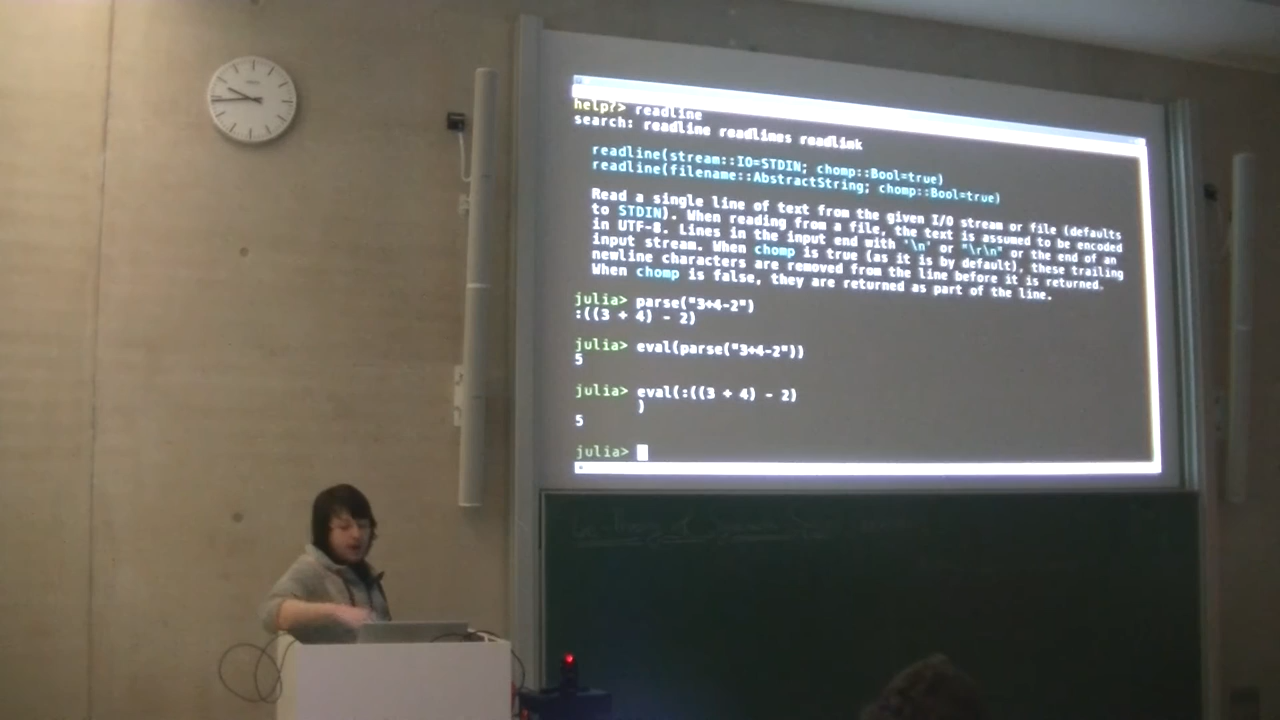 help?> readline
search: readline readlines readlink
readline(stream::IO=STDIN; chomp::Bool=true)
readline(filename::AbstractString; chomp::Bool=true)
Read a single line of text from the given I/O stream or file (defaults
to STDIN). When reading from a file, the text is assumed to be encoded
in UTF-8. Lines in the input end with '\n' or "\r\n" or the end of an
input stream. When chomp is true (as it is by default), these trailing
newline characters are removed from the line before it is returned.
When chomp is false, they are returned as part of the line.
julia> parse("3+4-2")
:((3 + 4) - 2)
julia> eval(parse("3+4-2"))
5
julia> eval(:((3 + 4) - 2)
)
5
julia>